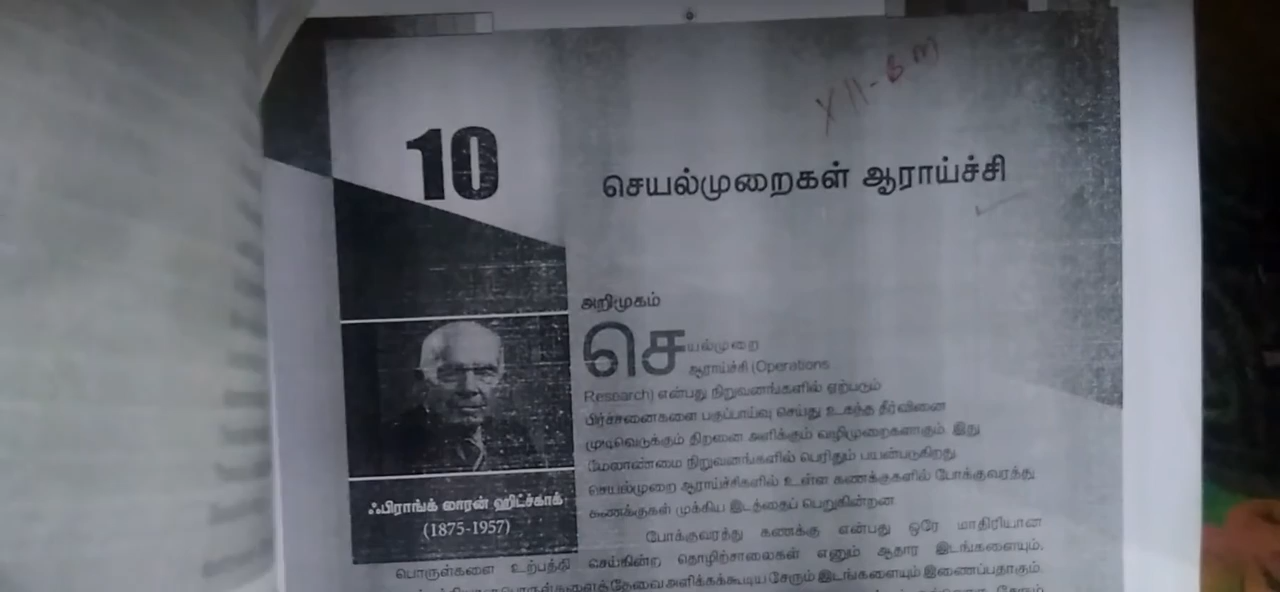 XII-BM
10
செயல்முறைகள் ஆராய்ச்சி
அறிமுகம்
செயல்முறை
ஆராய்ச்சி (Operations
Research) என்பது நிறுவனங்களில் ஏற்படும்
பிரச்சனைகளை பகுப்பாய்வு செய்து உகந்த தீர்வினை
முடிவெடுக்கும் திறனை அளிக்கும் வழிமுறைகளாகும். இது
மேலாண்மை நிறுவனங்களில் பெரிதும் பயன்படுகிறது.
செயல்முறை ஆராய்ச்சிகளில் உள்ள கணக்குகளில் போக்குவரத்து
கணக்குகள் முக்கிய இடத்தைப் பெறுகின்றன
ஃபிராங்க் லாரன் ஹிட்ச்காக்
(1875-1957)
போக்குவரத்து கணக்கு என்பது ஒரே மாதிரியான
பொருள்களை உற்பத்தி செய்கின்ற தொழிற்சாலைகள் எனும் ஆதார இடங்களையும்,
சேரும் இடங்களையும் இணைப்பதாகும்.